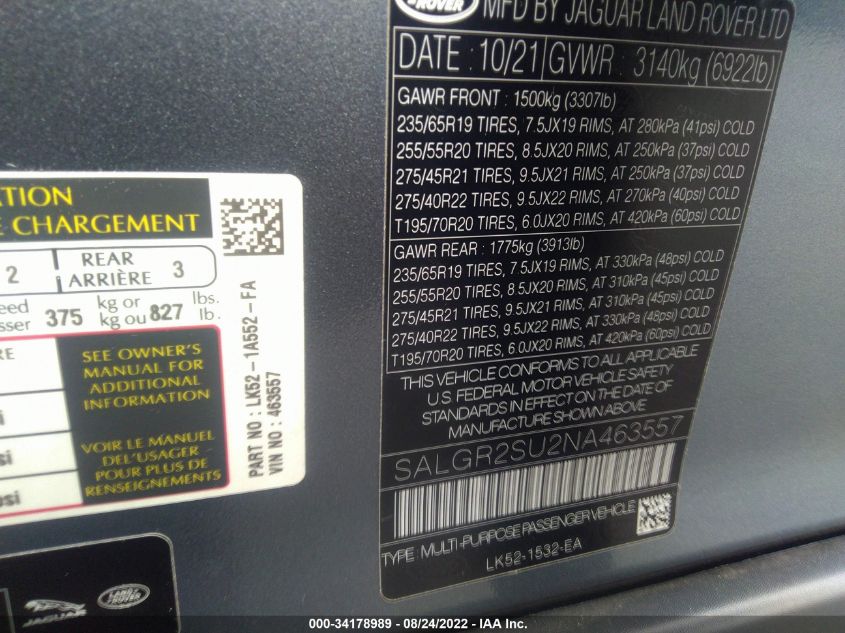 ROVER
MFD BY JAGUAR LAND ROVER LTD
DATE : 10/21 GVWR : 3140kg (6922lb)
GAWR FRONT : 1500kg (3307lb)
235/65R19 TIRES, 7.5JX19 RIMS, AT 280kPa (41psi) COLD
255/55R20 TIRES, 8.5JX20 RIMS, AT 250kPa (37psi) COLD
275/45R21 TIRES, 9.5JX21 RIMS, AT 250kPa (37psi) COLD
275/40R22 TIRES, 9.5JX22 RIMS, AT 270kPa (40psi) COLD
T195/70R20 TIRES, 6.0JX20 RIMS, AT 420kPa (60psi) COLD
GAWR REAR : 1775kg (3913lb)
235/65R19 TIRES, 7.5JX19 RIMS, AT 330kPa (48psi) COLD
255/55R20 TIRES, 8.5JX20 RIMS, AT 310kPa (45psi) COLD
275/45R21 TIRES, 9.5JX21 RIMS, AT 310kPa (45psi) COLD
275/40R22 TIRES, 9.5JX22 RIMS, AT 330kPa (48psi) COLD
T195/70R20 TIRES, 6.0JX20 RIMS, AT 420kPa (60psi) COLD
THIS VEHICLE CONFORMS TO ALL APPLICABLE
U.S. FEDERAL MOTOR VEHICLE SAFETY
STANDARDS IN EFFECT ON THE DATE OF
MANUFACTURE SHOWN ABOVE
SALGR2SU2NA463557
TYPE: MULTI-PURPOSE PASSENGER VEHICLE
LK52-1532-EA
ATION
E CHARGEMENT
2 REAR
ARRIÈRE 3
eed 375 kg or 827 lbs.
sser kg ou lb.
RE
SEE OWNER'S
MANUAL FOR
ADDITIONAL
INFORMATION
VOIR LE MANUEL
DEL'USAGER
POUR PLUS DE
RENSEIGNEMENTS
si
si
osi
PART NO : LK52-1A552-FA
VIN NO : 463557
JAGUAR
LAND ROVER
000-34178989 - 08/24/2022 - IAA Inc.